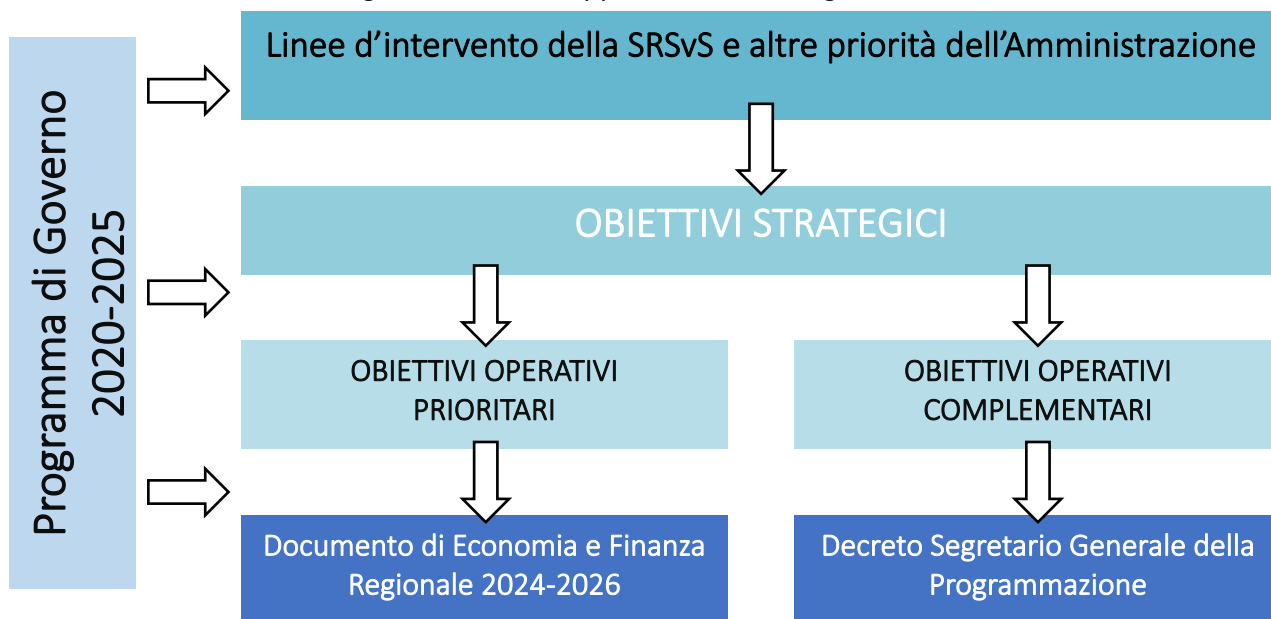 Linee d’intervento della SRSvS e altre priorità dell’Amministrazione
Programma di Governo
2020-2025
OBIETTIVI STRATEGICI
OBIETTIVI OPERATIVI
PRIORITARI
OBIETTIVI OPERATIVI
COMPLEMENTARI
Documento di Economia e Finanza
Regionale 2024-2026
Decreto Segretario Generale della
Programmazione